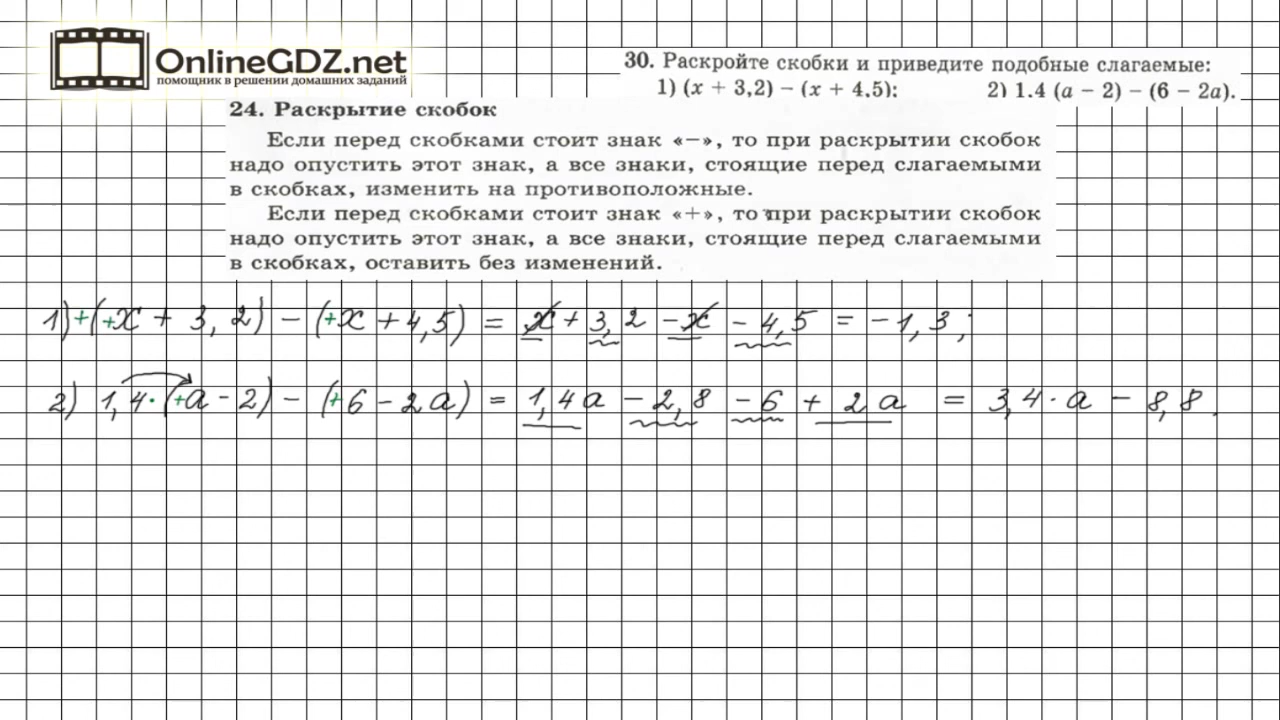 OnlineGDZ.net
помощник в решении домашних заданий
30. Раскройте скобки и приведите подобные слагаемые:
1) (x + 3,2) − (x + 4,5); 2) 1,4 (a − 2) − (6 − 2a).
24. Раскрытие скобок
Если перед скобками стоит знак «−», то при раскрытии скобок
надо опустить этот знак, а все знаки, стоящие перед слагаемыми
в скобках, изменить на противоположные.
Если перед скобками стоит знак «+», то при раскрытии скобок
надо опустить этот знак, а все знаки, стоящие перед слагаемыми
в скобках, оставить без изменений.
1) +(+x + 3,2) − (+x + 4,5) = x + 3,2 − x − 4,5 = −1,3;
2) 1,4·(+a − 2) − (+6 − 2a) = 1,4a − 2,8 − 6 + 2a = 3,4·a − 8,8.